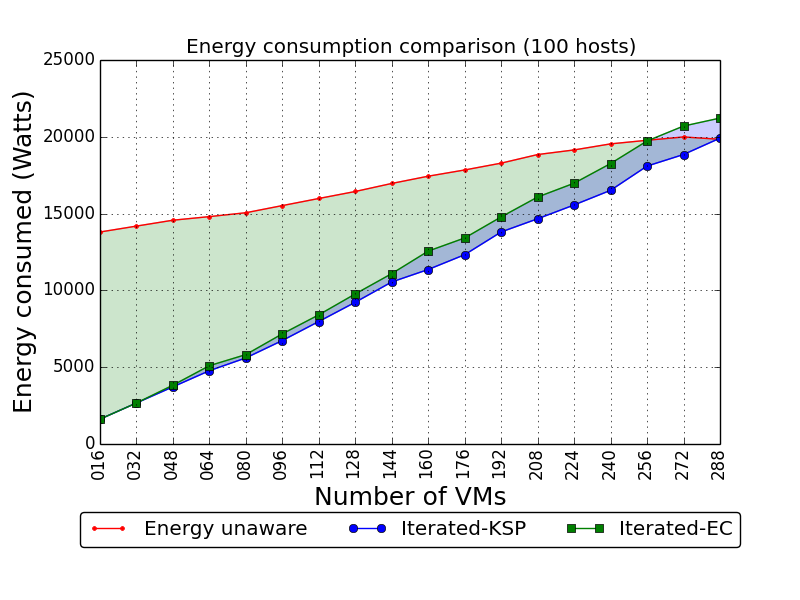 Energy consumption comparison (100 hosts)
25000
20000
15000
10000
5000
0
Energy consumed (Watts)
016 032 048 064 080 096 112 128 144 160 176 192 208 224 240 256 272 288
Number of VMs
Energy unaware Iterated-KSP Iterated-EC